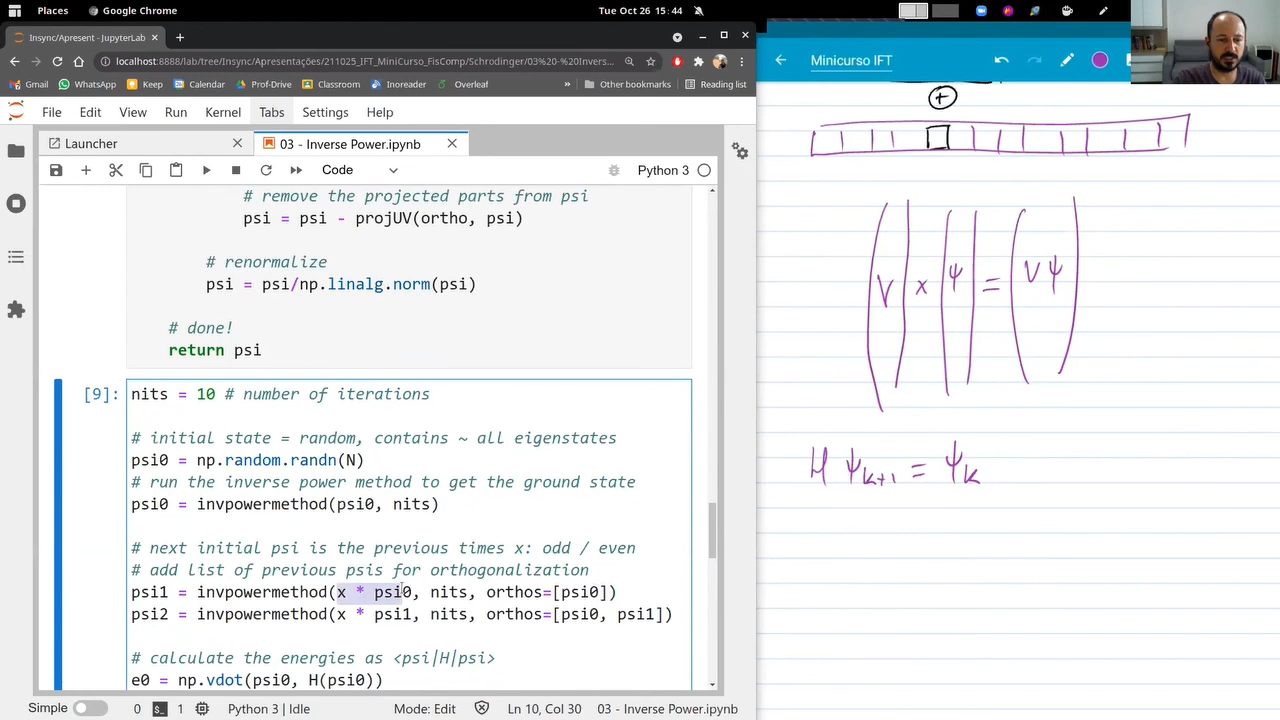 Places
Google Chrome
Tue Oct 26 15:44
Insync/Apresent - JupyterLab
localhost:8888/lab/tree/Insync/Apresentações/211025_IFT_MiniCurso_FisComp/Schrodinger/03%20-%20Inver...
Gmail
WhatsApp
Keep
Calendar
Prof-Drive
Classroom
Inoreader
Overleaf
Other bookmarks
Reading list
File
Edit
View
Run
Kernel
Tabs
Settings
Help
Launcher
03 - Inverse Power.ipynb
Code
Python 3
# remove the projected parts from psi
psi = psi - projUV(ortho, psi)
# renormalize
psi = psi/np.linalg.norm(psi)
# done!
return psi
[9]:
nits = 10 # number of iterations
# initial state = random, contains ~ all eigenstates
psi0 = np.random.randn(N)
# run the inverse power method to get the ground state
psi0 = invpowermethod(psi0, nits)
# next initial psi is the previous times x: odd / even
# add list of previous psis for orthogonalization
psi1 = invpowermethod(x * psi0, nits, orthos=[psi0])
psi2 = invpowermethod(x * psi1, nits, orthos=[psi0, psi1])
# calculate the energies as <psi|H|psi>
e0 = np.vdot(psi0, H(psi0))
Simple
0
1
Python 3 | Idle
Mode: Edit
Ln 10, Col 30
03 - Inverse Power.ipynb
Minicurso IFT
+
(V) x (ψ) = (Vψ)
H ψk+1 = ψk